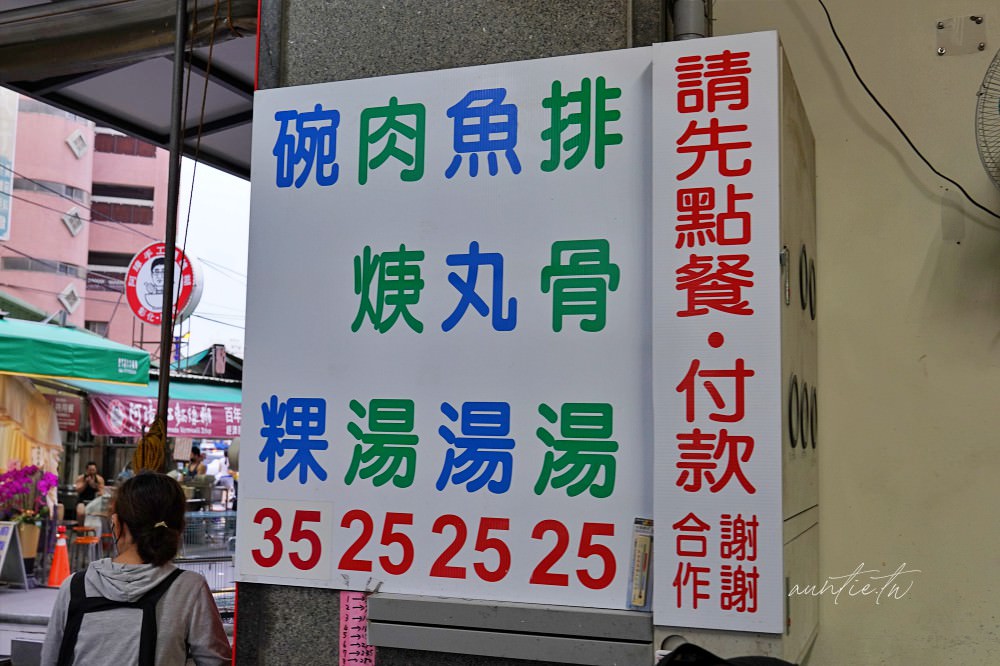 排骨湯 25
魚丸湯 25
肉焿湯 25
碗粿 35
請先點餐・付款
謝謝
合作
auntie.tw